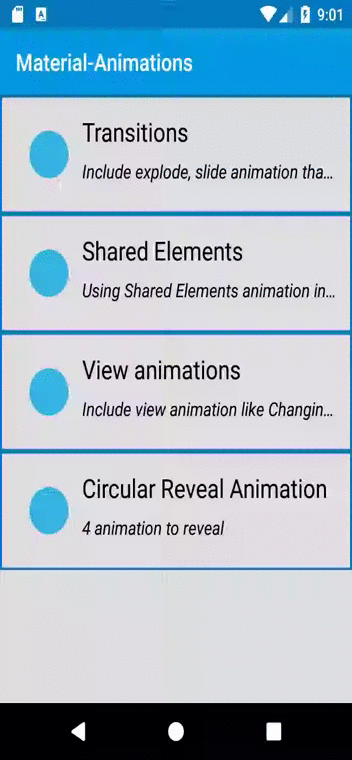 9:01
Material-Animations
Transitions
Include explode, slide animation tha...
Shared Elements
Using Shared Elements animation in...
View animations
Include view animation like Changin...
Circular Reveal Animation
4 animation to reveal